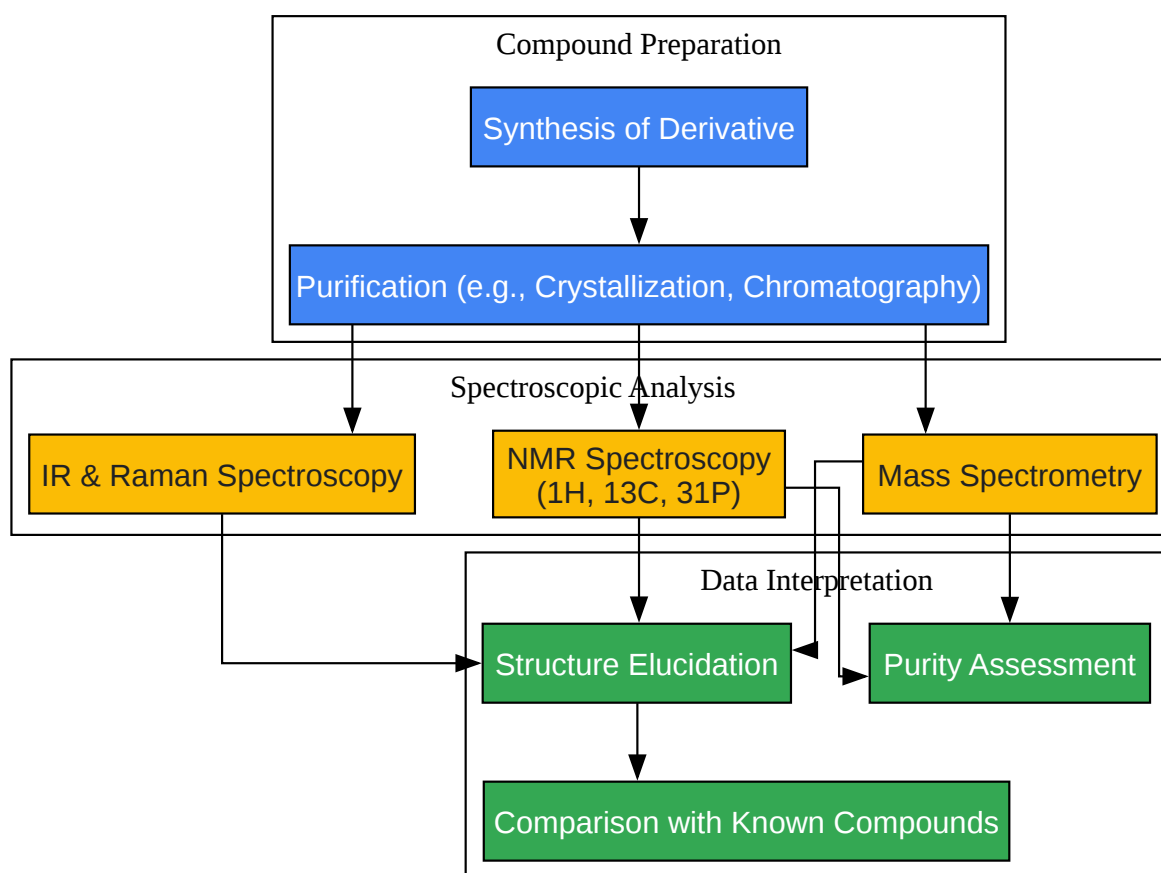 Compound Preparation
Synthesis of Derivative
Purification (e.g., Crystallization, Chromatography)
Spectroscopic Analysis
IR & Raman Spectroscopy
NMR Spectroscopy
(1H, 13C, 31P)
Mass Spectrometry
Data Interpretation
Structure Elucidation
Purity Assessment
Comparison with Known Compounds